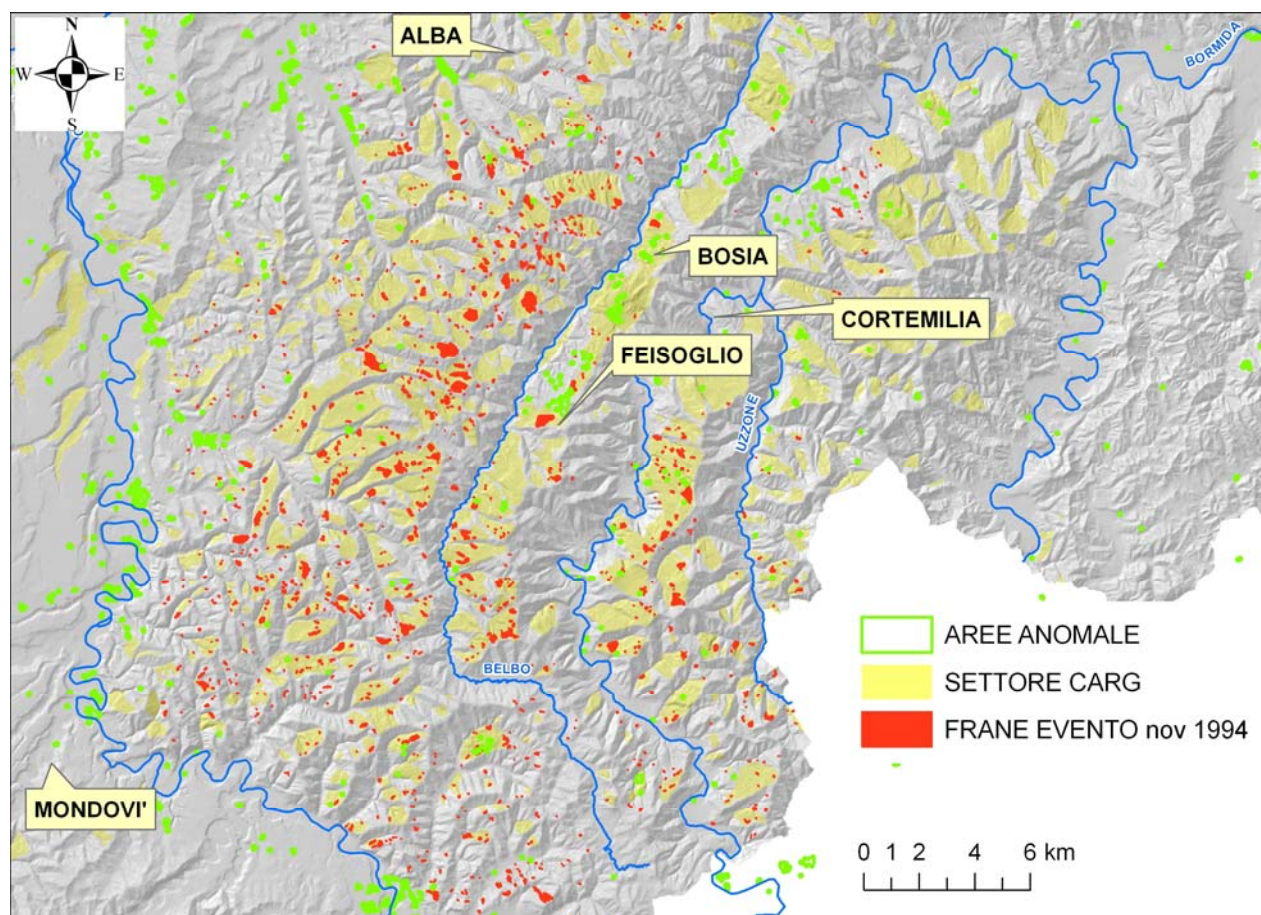 N
W E
S
ALBA
BORMIDA
BOSIA
CORTEMILIA
FEISOGLIO
UZZONE
BELBO
MONDOVI'
AREE ANOMALE
SETTORE CARG
FRANE EVENTO nov 1994
0 1 2 4 6 km